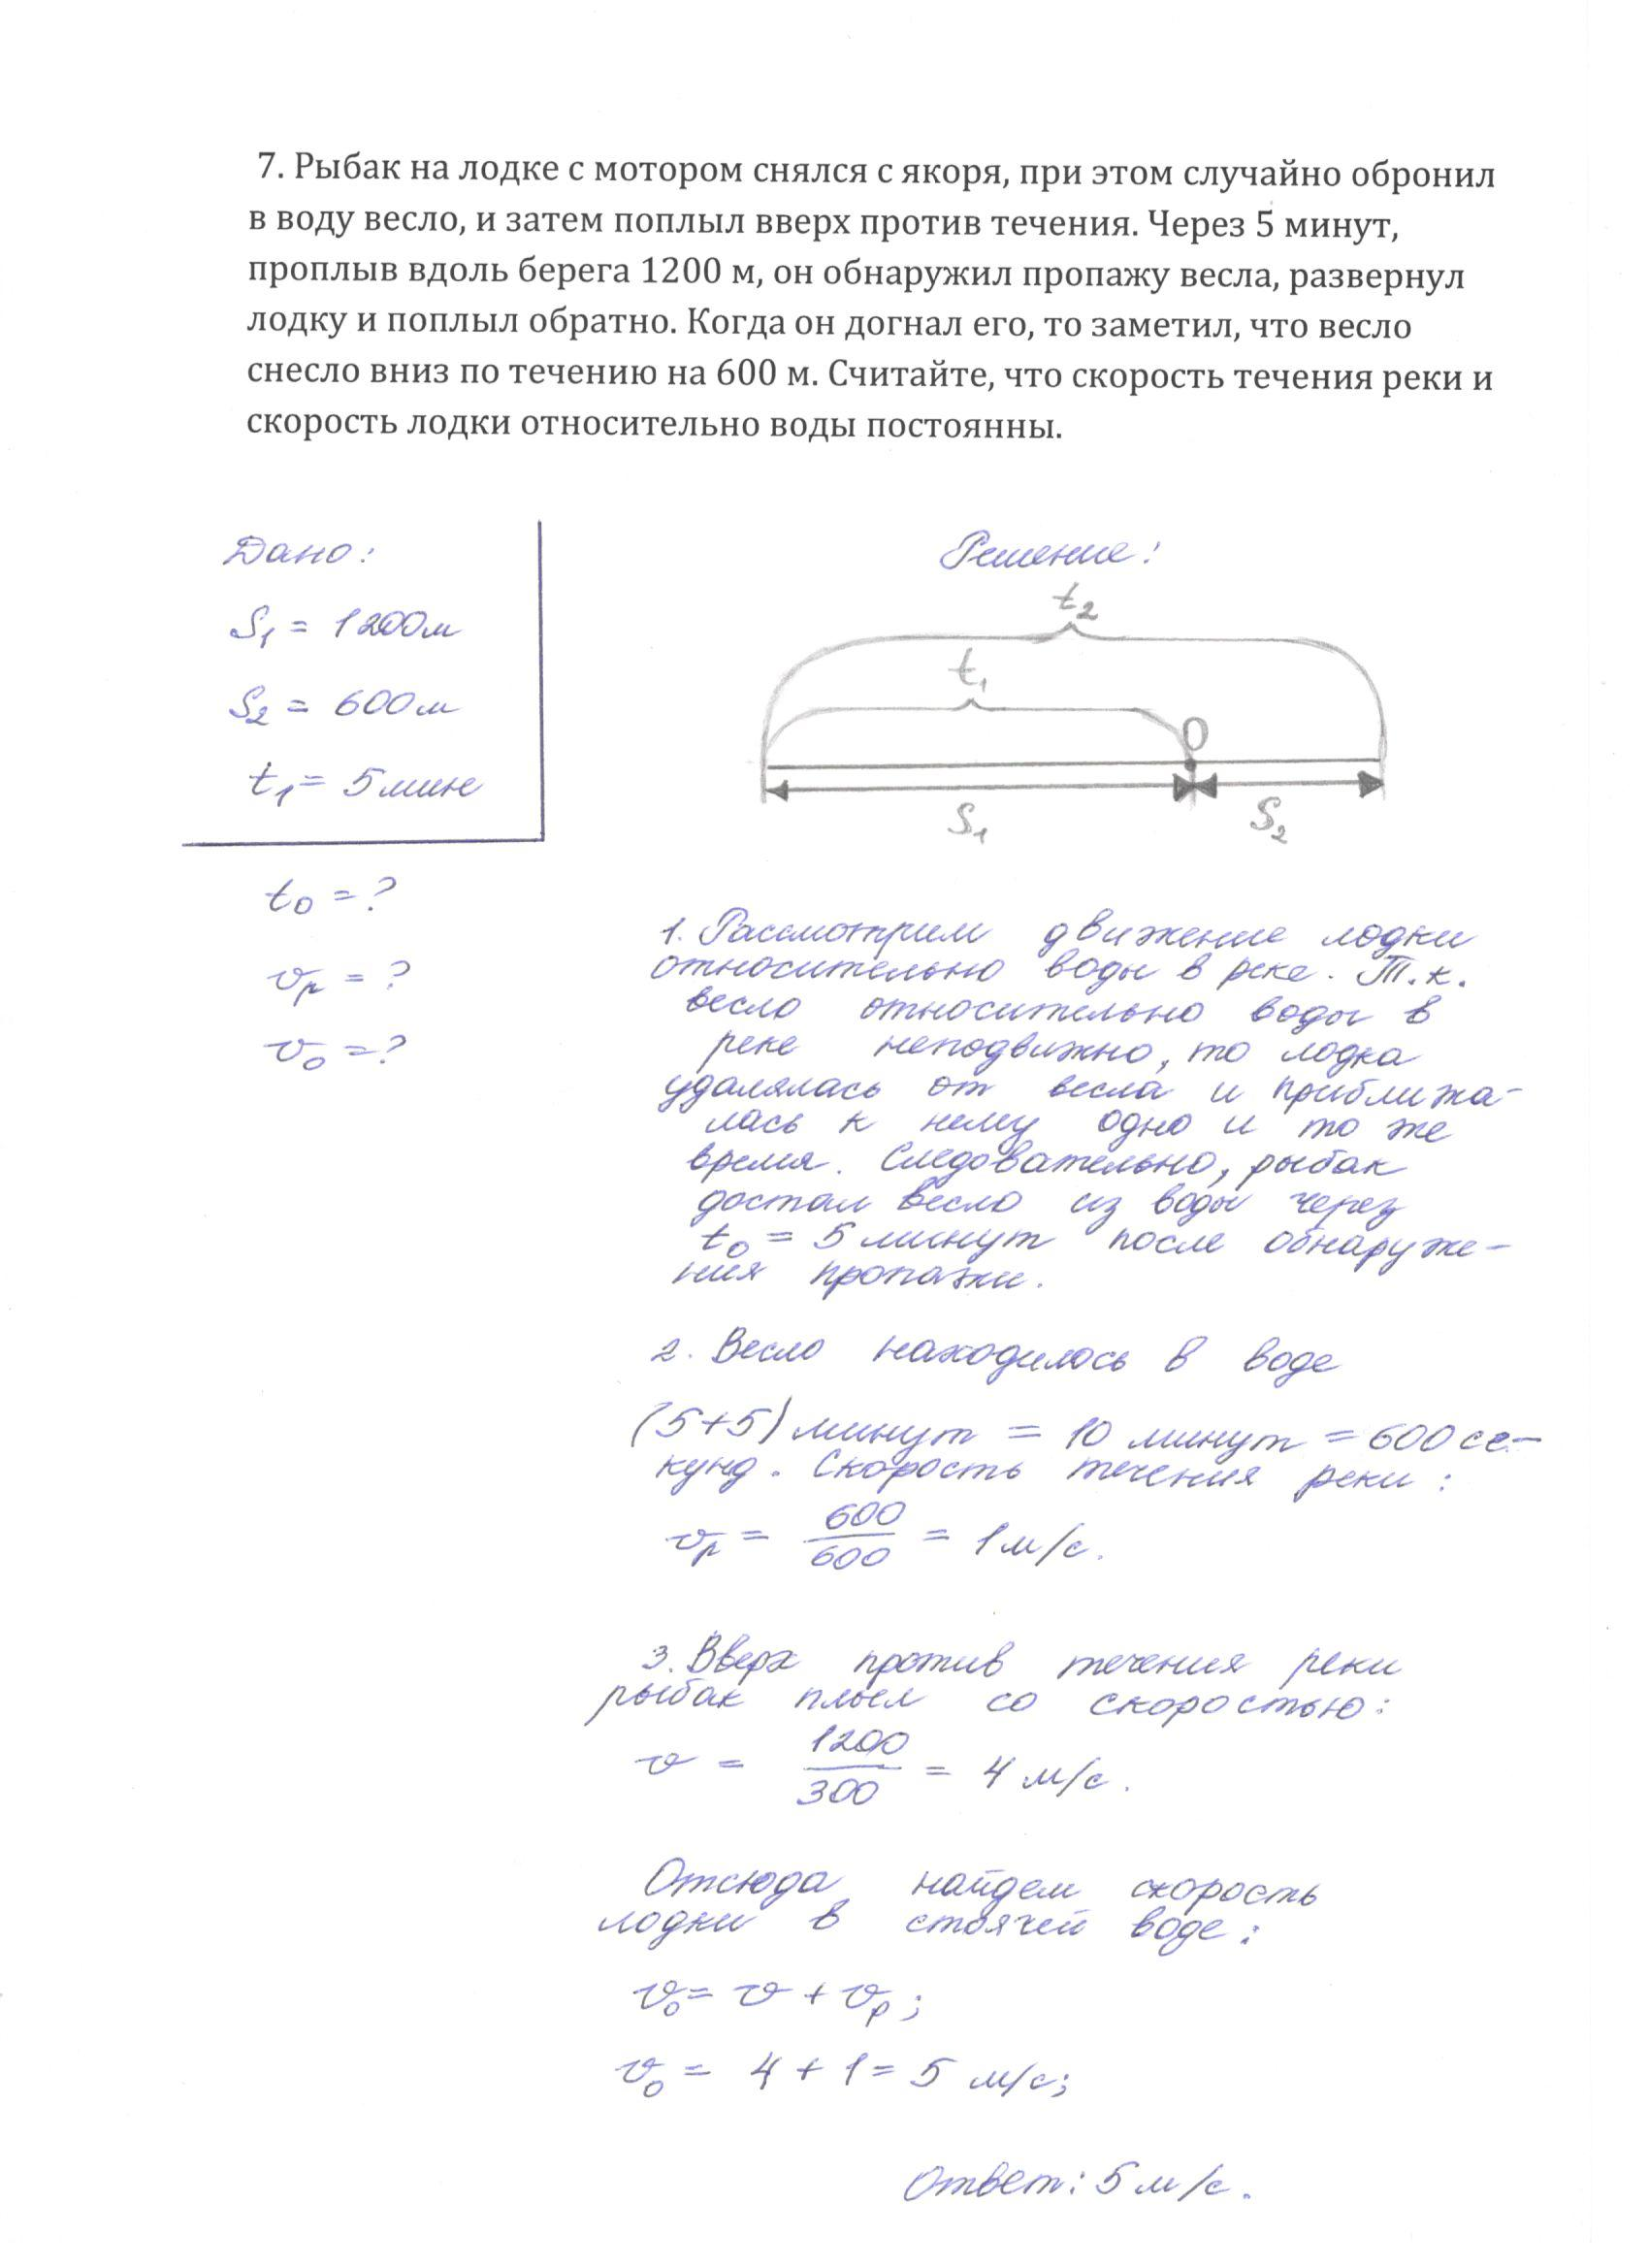 7. Рыбак на лодке с мотором снялся с якоря, при этом случайно обронил
в воду весло, и затем поплыл вверх против течения. Через 5 минут,
проплыв вдоль берега 1200 м, он обнаружил пропажу весла, развернул
лодку и поплыл обратно. Когда он догнал его, то заметил, что весло
снесло вниз по течению на 600 м. Считайте, что скорость течения реки и
скорость лодки относительно воды постоянны.
Дано:
S₁ = 1200м
S₂ = 600м
t₁ = 5мин
t₀ = ?
v_р = ?
v₀ = ?
Решение:
t₂
t₁
O
S₁
S₂
1. Рассмотрим движение лодки
относительно воды в реке. Т.к.
весло относительно воды в
реке неподвижно, то лодка
удалялась от весла и приближа-
лась к нему одно и то же
время. Следовательно, рыбак
достал весло из воды через
t₀ = 5 минут после обнаруже-
ния пропажи.
2. Весло находилось в воде
(5+5) минут = 10 минут = 600 се-
кунд. Скорость течения реки:
v_р = 600/600 = 1 м/с.
3. Вверх против течения реки
рыбак плыл со скоростью:
v = 1200/300 = 4 м/с.
Отсюда найдем скорость
лодки в стоячей воде:
v₀ = v + v_р;
v₀ = 4 + 1 = 5 м/с;
Ответ: 5 м/с.